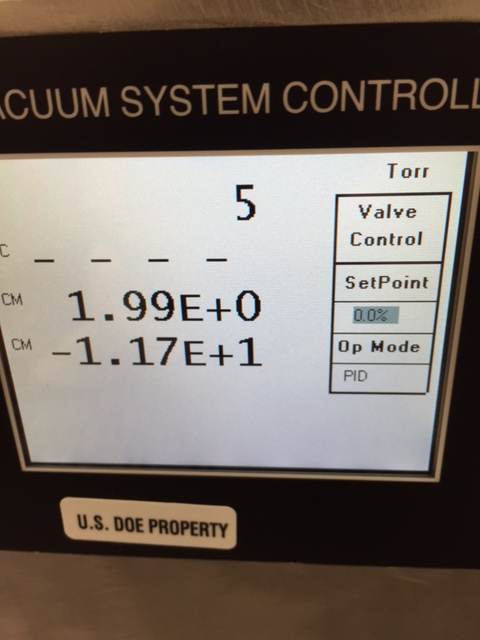 ACUUM SYSTEM CONTROLL
Torr
5
Valve
Control
C _ _ _ _
SetPoint
CM 1.99E+0
0.0%
CM -1.17E+1
Op Mode
PID
U.S. DOE PROPERTY